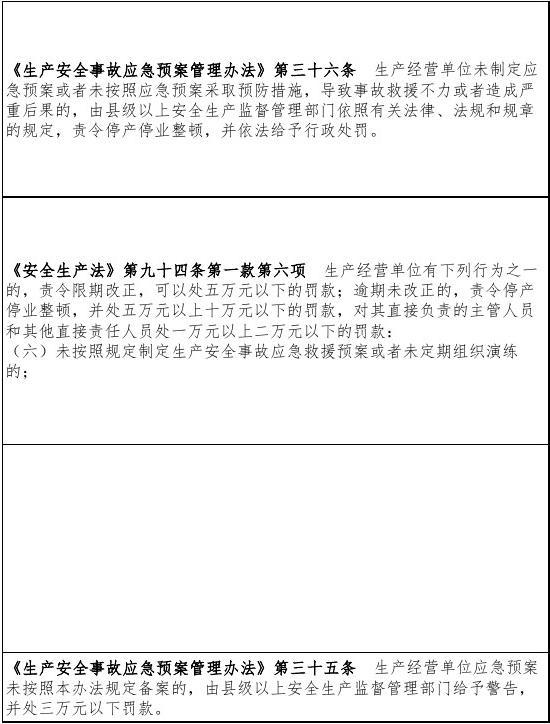 《生产安全事故应急预案管理办法》第三十六条　生产经营单位未制定应
急预案或者未按照应急预案采取预防措施，导致事故救援不力或者造成严
重后果的，由县级以上安全生产监督管理部门依照有关法律、法规和规章
的规定，责令停产停业整顿，并依法给予行政处罚。
《安全生产法》第九十四条第一款第六项　生产经营单位有下列行为之一
的，责令限期改正，可以处五万元以下的罚款；逾期未改正的，责令停产
停业整顿，并处五万元以上十万元以下的罚款，对其直接负责的主管人员
和其他直接责任人员处一万元以上二万元以下的罚款：
（六）未按照规定制定生产安全事故应急救援预案或者未定期组织演练
的；
《生产安全事故应急预案管理办法》第三十五条　生产经营单位应急预案
未按照本办法规定备案的，由县级以上安全生产监督管理部门给予警告，
并处三万元以下罚款。